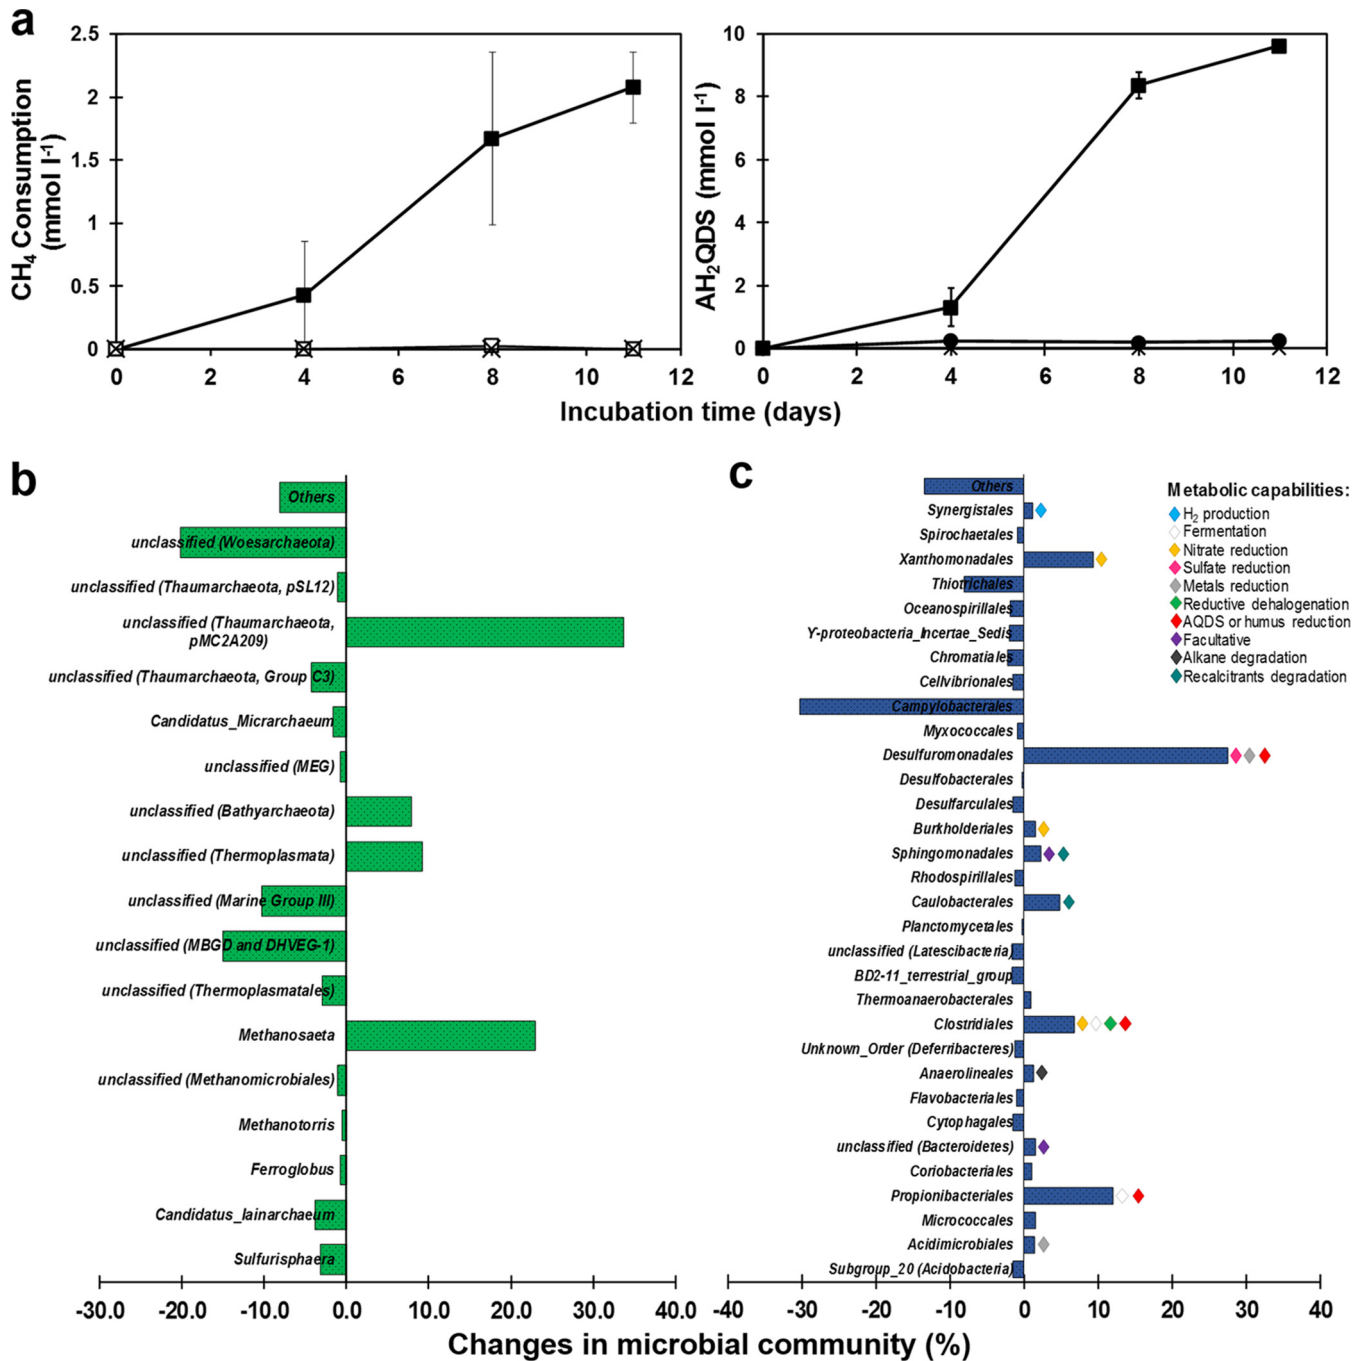 a
2.5
2
1.5
1
0.5
0
CH4 Consumption
(mmol l-1)
0 2 4 6 8 10 12
10
8
6
4
2
0
AH2QDS (mmol l-1)
0 2 4 6 8 10 12
Incubation time (days)
b
Others
unclassified (Woesarchaeota)
unclassified (Thaumarchaeota, pSL12)
unclassified (Thaumarchaeota,
pMC2A209)
unclassified (Thaumarchaeota, Group C3)
Candidatus_Micrarchaeum
unclassified (MEG)
unclassified (Bathyarchaeota)
unclassified (Thermoplasmata)
unclassified (Marine Group III)
unclassified (MBGD and DHVEG-1)
unclassified (Thermoplasmatales)
Methanosaeta
unclassified (Methanomicrobiales)
Methanotorris
Ferroglobus
Candidatus_Iainarchaeum
Sulfurisphaera
-30.0 -20.0 -10.0 0.0 10.0 20.0 30.0 40.0
c
Others
Synergistales
Spirochaetales
Xanthomonadales
Thiotrichales
Oceanospirillales
Y-proteobacteria_Incertae_Sedis
Chromatiales
Cellvibrionales
Campylobacterales
Myxococcales
Desulfuromonadales
Desulfobacterales
Desulfarculales
Burkholderiales
Sphingomonadales
Rhodospirillales
Caulobacterales
Planctomycetales
unclassified (Latescibacteria)
BD2-11_terrestrial_group
Thermoanaerobacterales
Clostridiales
Unknown_Order (Deferribacteres)
Anaerolineales
Flavobacteriales
Cytophagales
unclassified (Bacteroidetes)
Coriobacteriales
Propionibacteriales
Micrococcales
Acidimicrobiales
Subgroup_20 (Acidobacteria)
-40 -30 -20 -10 0 10 20 30 40
Metabolic capabilities:
H2 production
Fermentation
Nitrate reduction
Sulfate reduction
Metals reduction
Reductive dehalogenation
AQDS or humus reduction
Facultative
Alkane degradation
Recalcitrants degradation
Changes in microbial community (%)